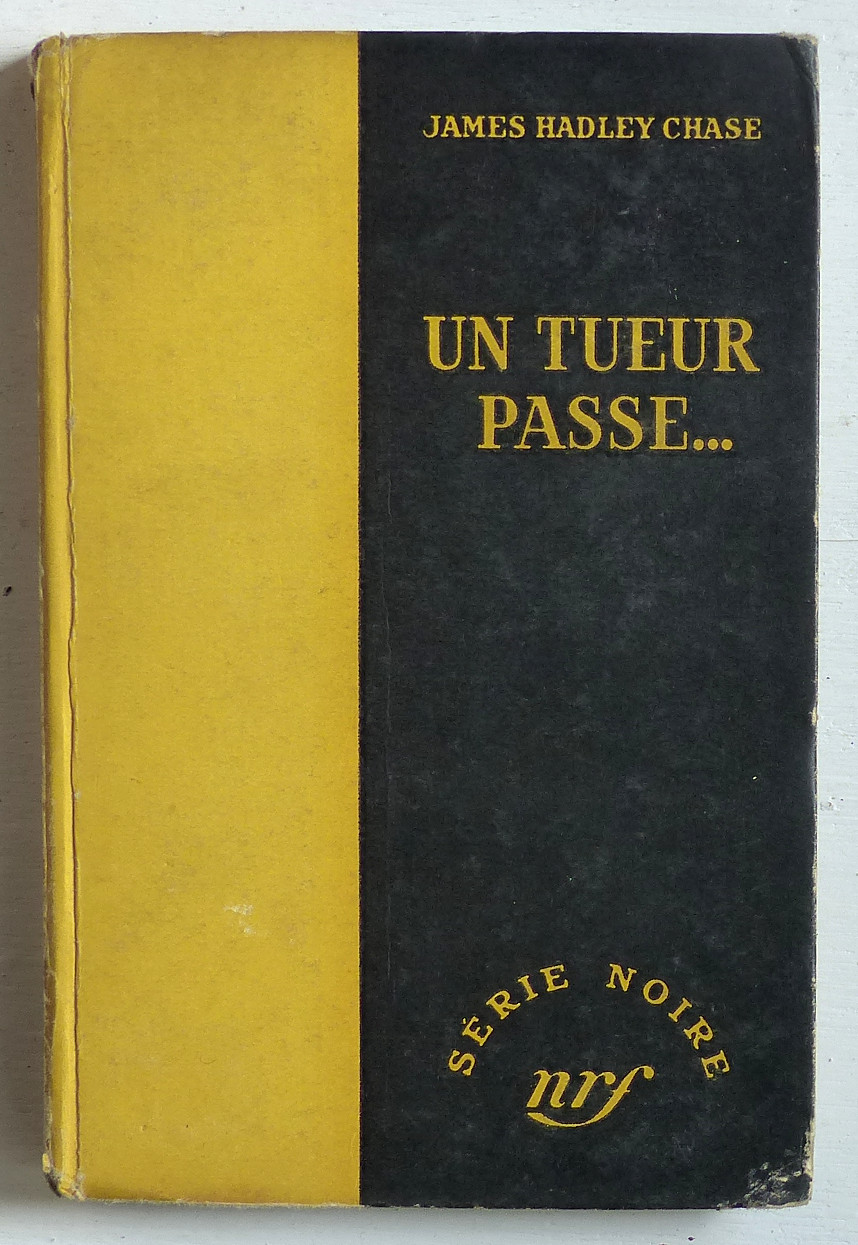 JAMES HADLEY CHASE
UN TUEUR
PASSE...
SÉRIE NOIRE
nrf